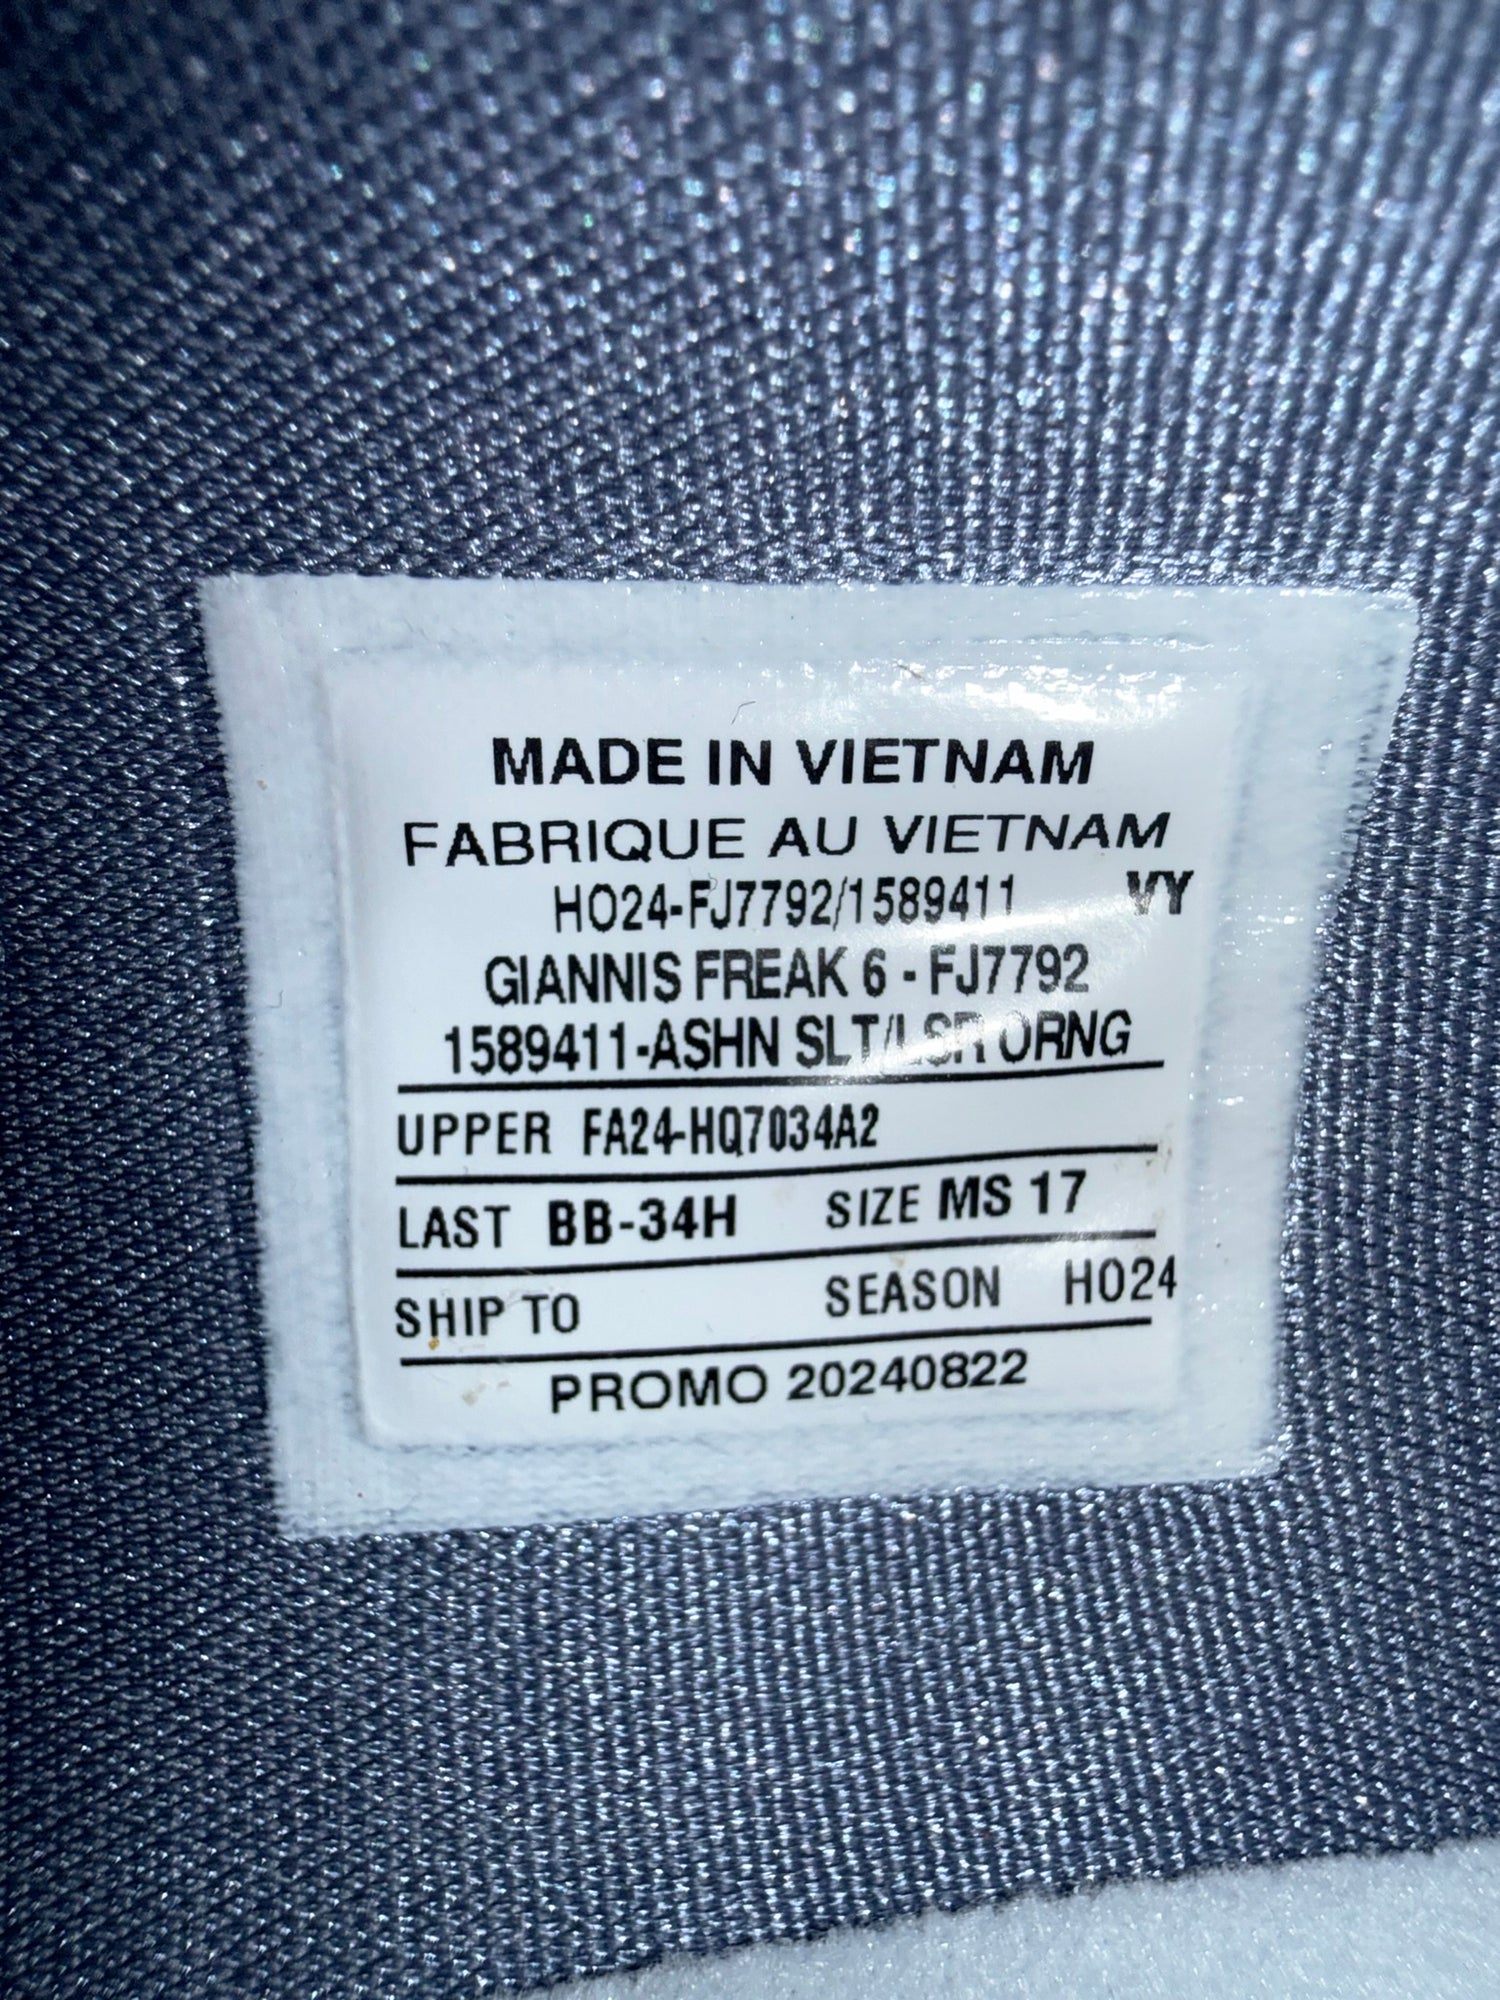 MADE IN VIETNAM
FABRIQUE AU VIETNAM
HO24-FJ7792/1589411 VY
GIANNIS FREAK 6 - FJ7792
1589411-ASHN SLT/LSR ORNG
UPPER FA24-HQ7034A2
LAST BB-34H SIZE MS 17
SHIP TO SEASON HO24
PROMO 20240822